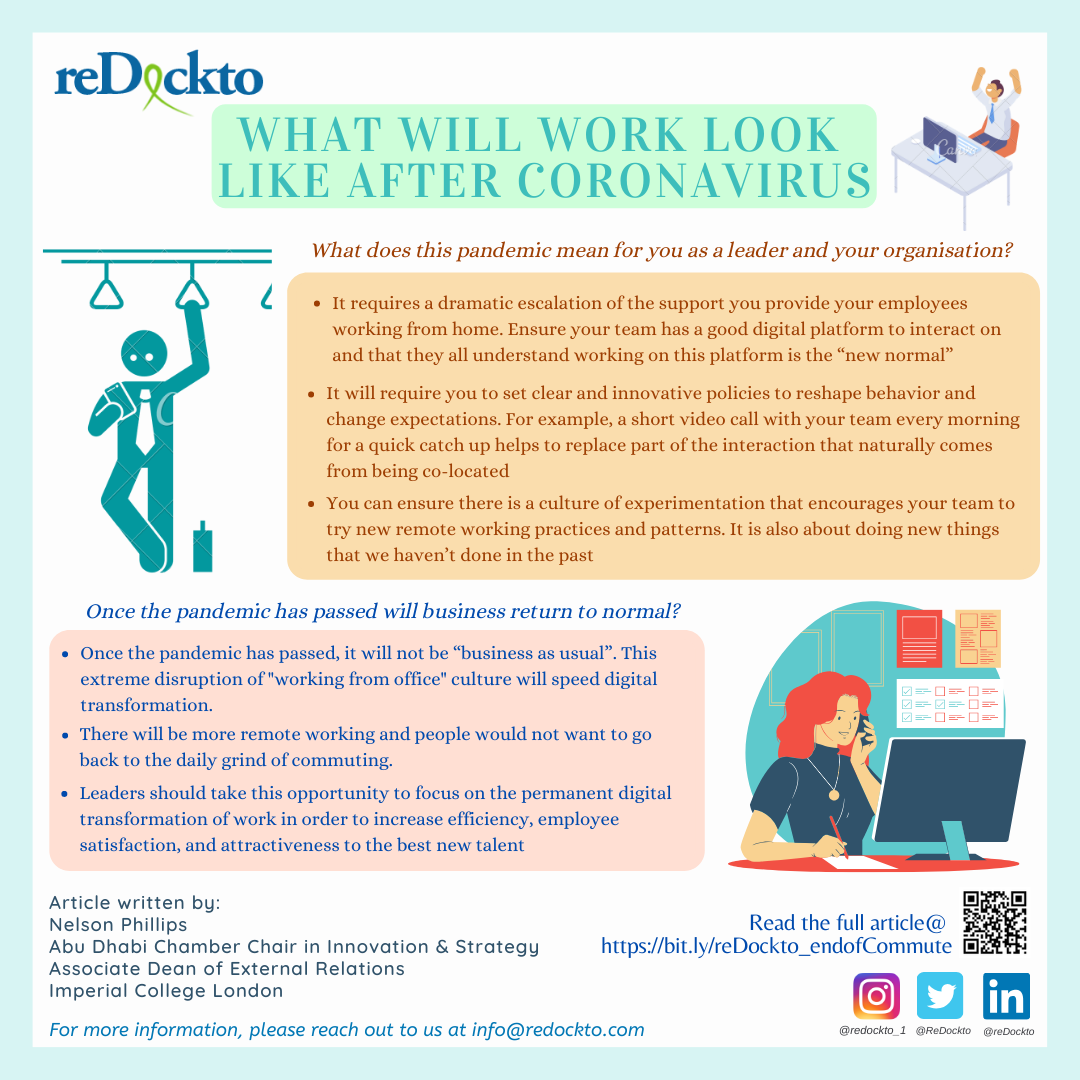 reDockto
WHAT WILL WORK LOOK
LIKE AFTER CORONAVIRUS
What does this pandemic mean for you as a leader and your organisation?
• It requires a dramatic escalation of the support you provide your employees
working from home. Ensure your team has a good digital platform to interact on
and that they all understand working on this platform is the “new normal”
• It will require you to set clear and innovative policies to reshape behavior and
change expectations. For example, a short video call with your team every morning
for a quick catch up helps to replace part of the interaction that naturally comes
from being co-located
• You can ensure there is a culture of experimentation that encourages your team to
try new remote working practices and patterns. It is also about doing new things
that we haven’t done in the past
Once the pandemic has passed will business return to normal?
• Once the pandemic has passed, it will not be “business as usual”. This
extreme disruption of "working from office" culture will speed digital
transformation.
• There will be more remote working and people would not want to go
back to the daily grind of commuting.
• Leaders should take this opportunity to focus on the permanent digital
transformation of work in order to increase efficiency, employee
satisfaction, and attractiveness to the best new talent
Article written by:
Nelson Phillips
Abu Dhabi Chamber Chair in Innovation & Strategy
Associate Dean of External Relations
Imperial College London
For more information, please reach out to us at info@redockto.com
Read the full article@
https://bit.ly/reDockto_endofCommute
in
@redockto_1 @ReDockto @reDockto